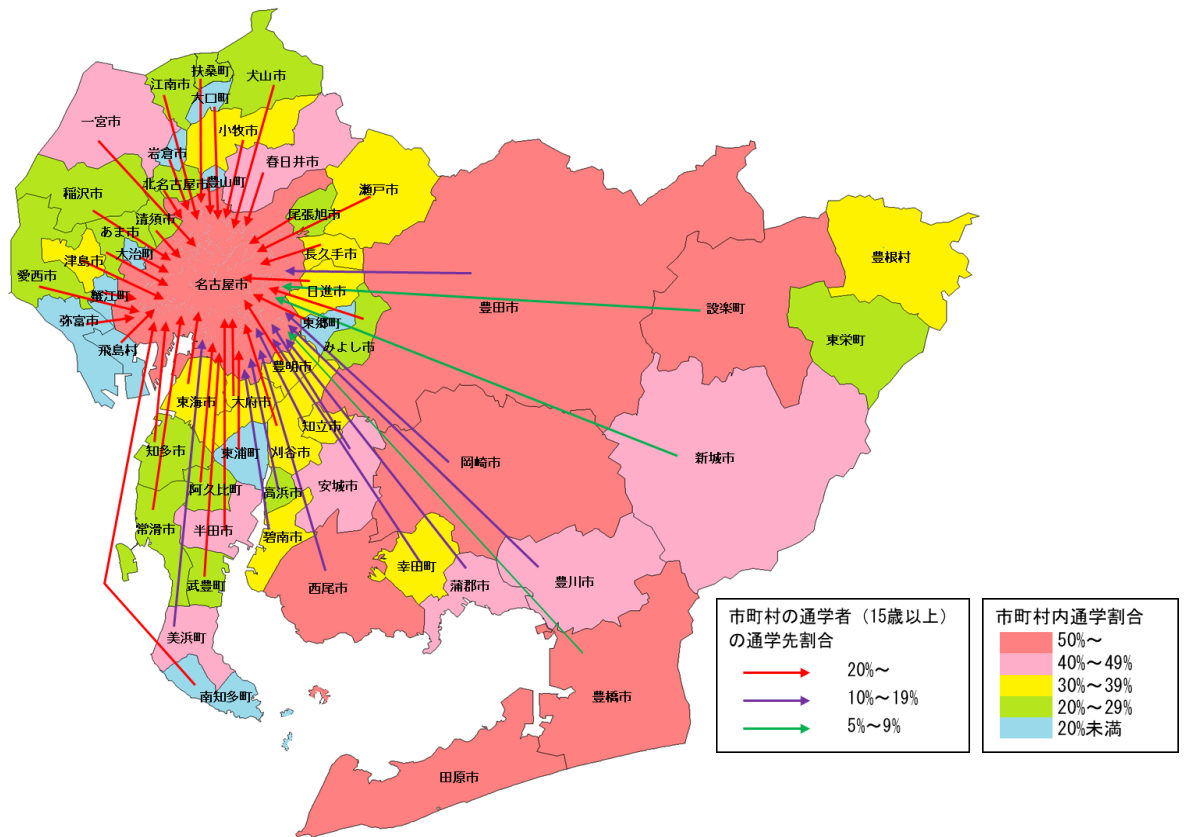 扶桑町
犬山市
江南市
大口町
一宮市
小牧市
岩倉市
春日井市
北名古屋市
豊山町
瀬戸市
稲沢市
清須市
尾張旭市
あま市
大治町
長久手市
津島市
豊根村
愛西市
名古屋市
日進市
蟹江町
豊田市
設楽町
弥富市
東郷町
飛島村
みよし市
東栄町
豊明市
東海市
大府市
知立市
知多市
東浦町
刈谷市
岡崎市
新城市
阿久比町
高浜市
安城市
常滑市
半田市
碧南市
武豊町
西尾市
幸田町
蒲郡市
豊川市
美浜町
南知多町
豊橋市
田原市
市町村の通学者（15歳以上）
の通学先割合
20%～
10%～19%
5%～9%
市町村内通学割合
50%～
40%～49%
30%～39%
20%～29%
20%未満